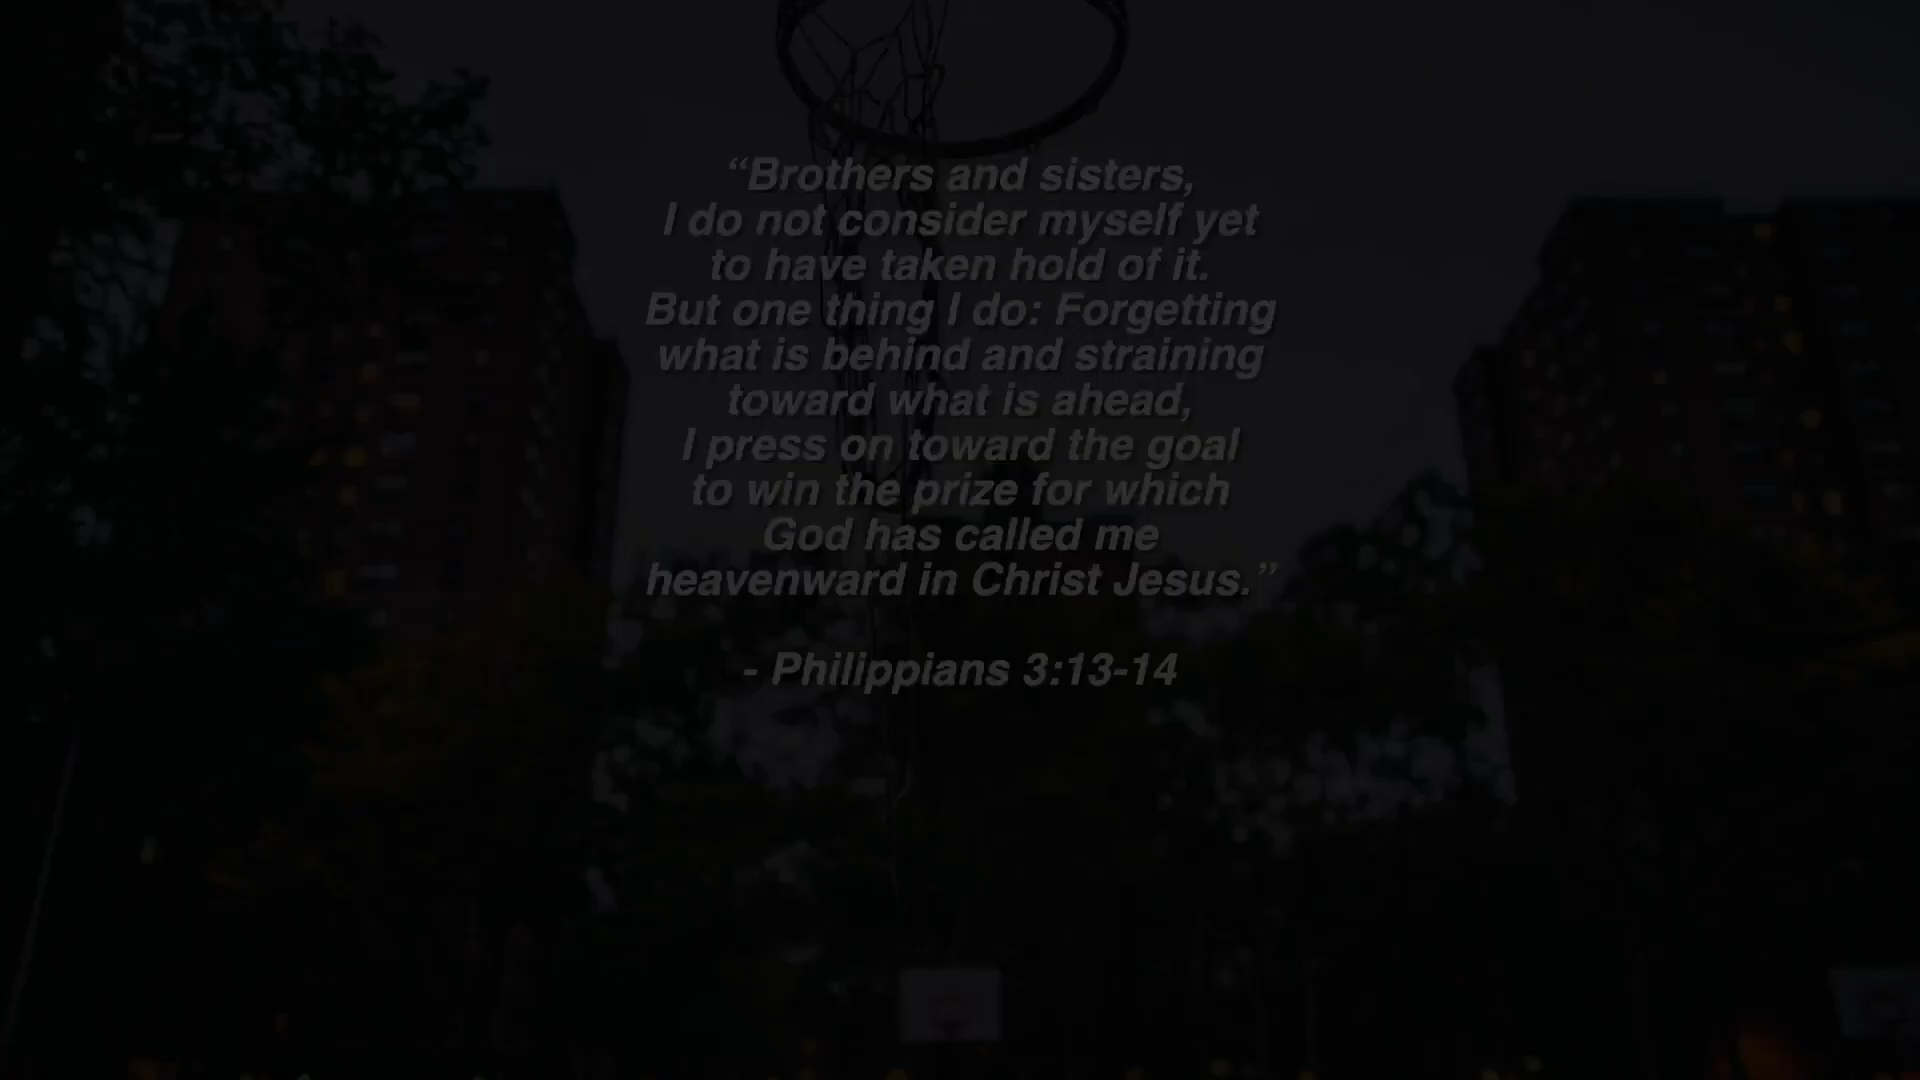 “Brothers and sisters,
I do not consider myself yet
to have taken hold of it.
But one thing I do: Forgetting
what is behind and straining
toward what is ahead,
I press on toward the goal
to win the prize for which
God has called me
heavenward in Christ Jesus.”
- Philippians 3:13-14